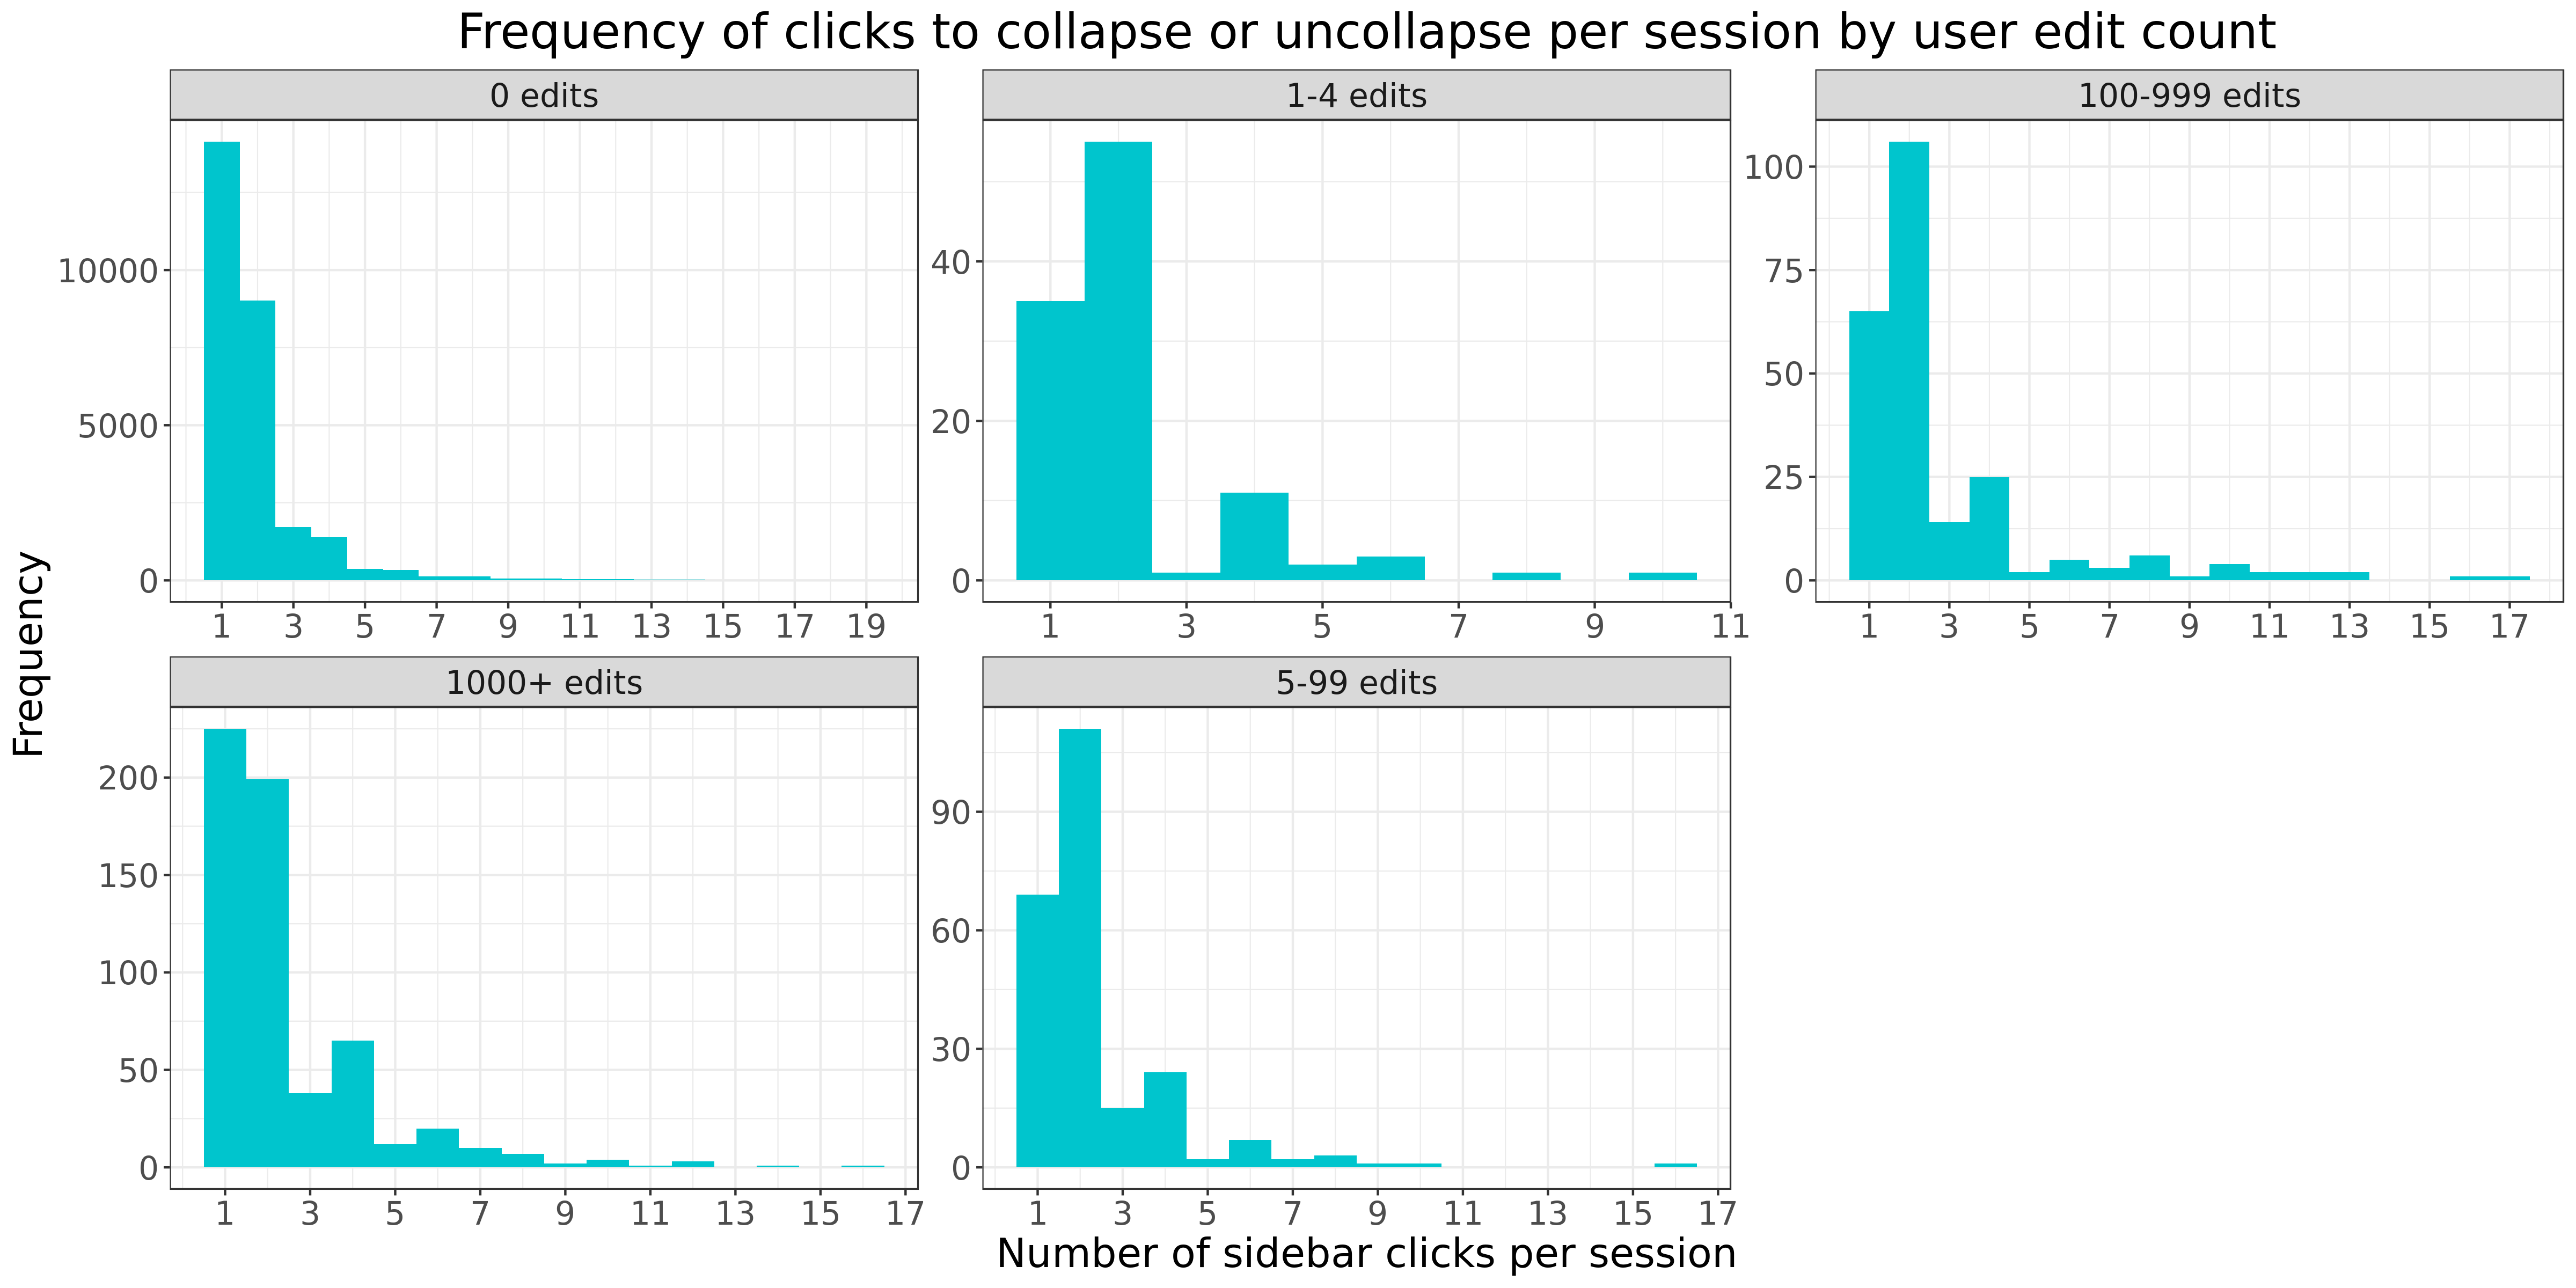 Frequency of clicks to collapse or uncollapse per session by user edit count
0 edits
1-4 edits
100-999 edits
10000
5000
0
40
20
0
100
75
50
25
0
1 3 5 7 9 11 13 15 17 19
1 3 5 7 9 11
1 3 5 7 9 11 13 15 17
Frequency
1000+ edits
5-99 edits
200
150
100
50
0
90
60
30
0
1 3 5 7 9 11 13 15 17
1 3 5 7 9 11 13 15 17
Number of sidebar clicks per session